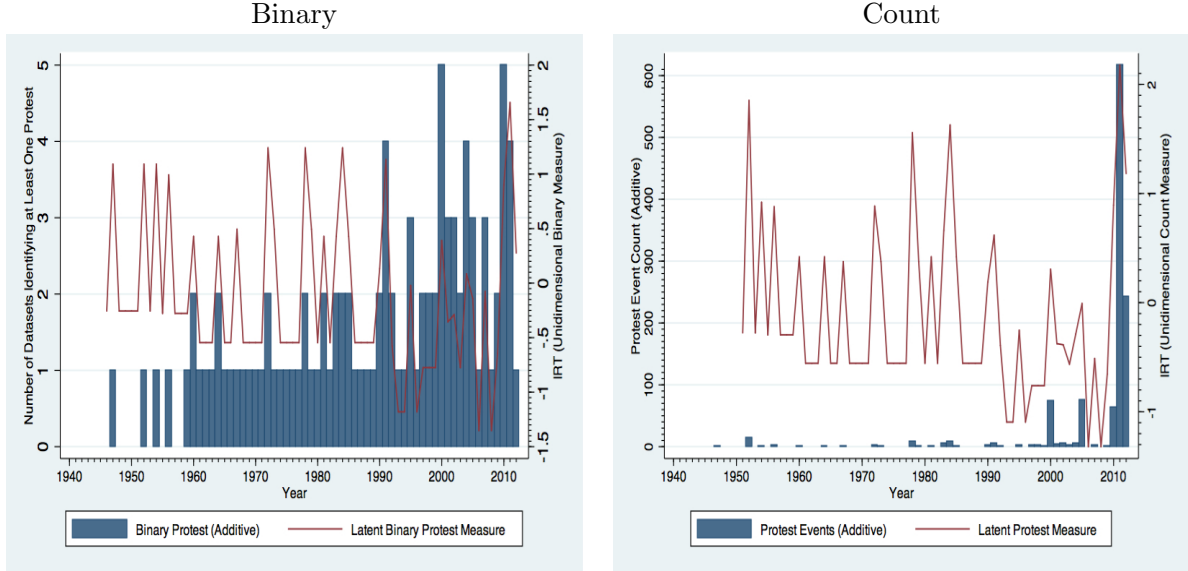 Binary
Number of Datasets Identifying at Least One Protest
5
4
3
2
1
0
2
1.5
1
.5
0
-.5
-1
-1.5
IRT (Unidimensional Binary Measure)
1940 1950 1960 1970 1980 1990 2000 2010
Year
Binary Protest (Additive) Latent Binary Protest Measure
Count
Protest Event Count (Additive)
600
500
400
300
200
100
0
2
1
0
-1
IRT (Unidimensional Count Measure)
1940 1950 1960 1970 1980 1990 2000 2010
Year
Protest Events (Additive) Latent Protest Measure